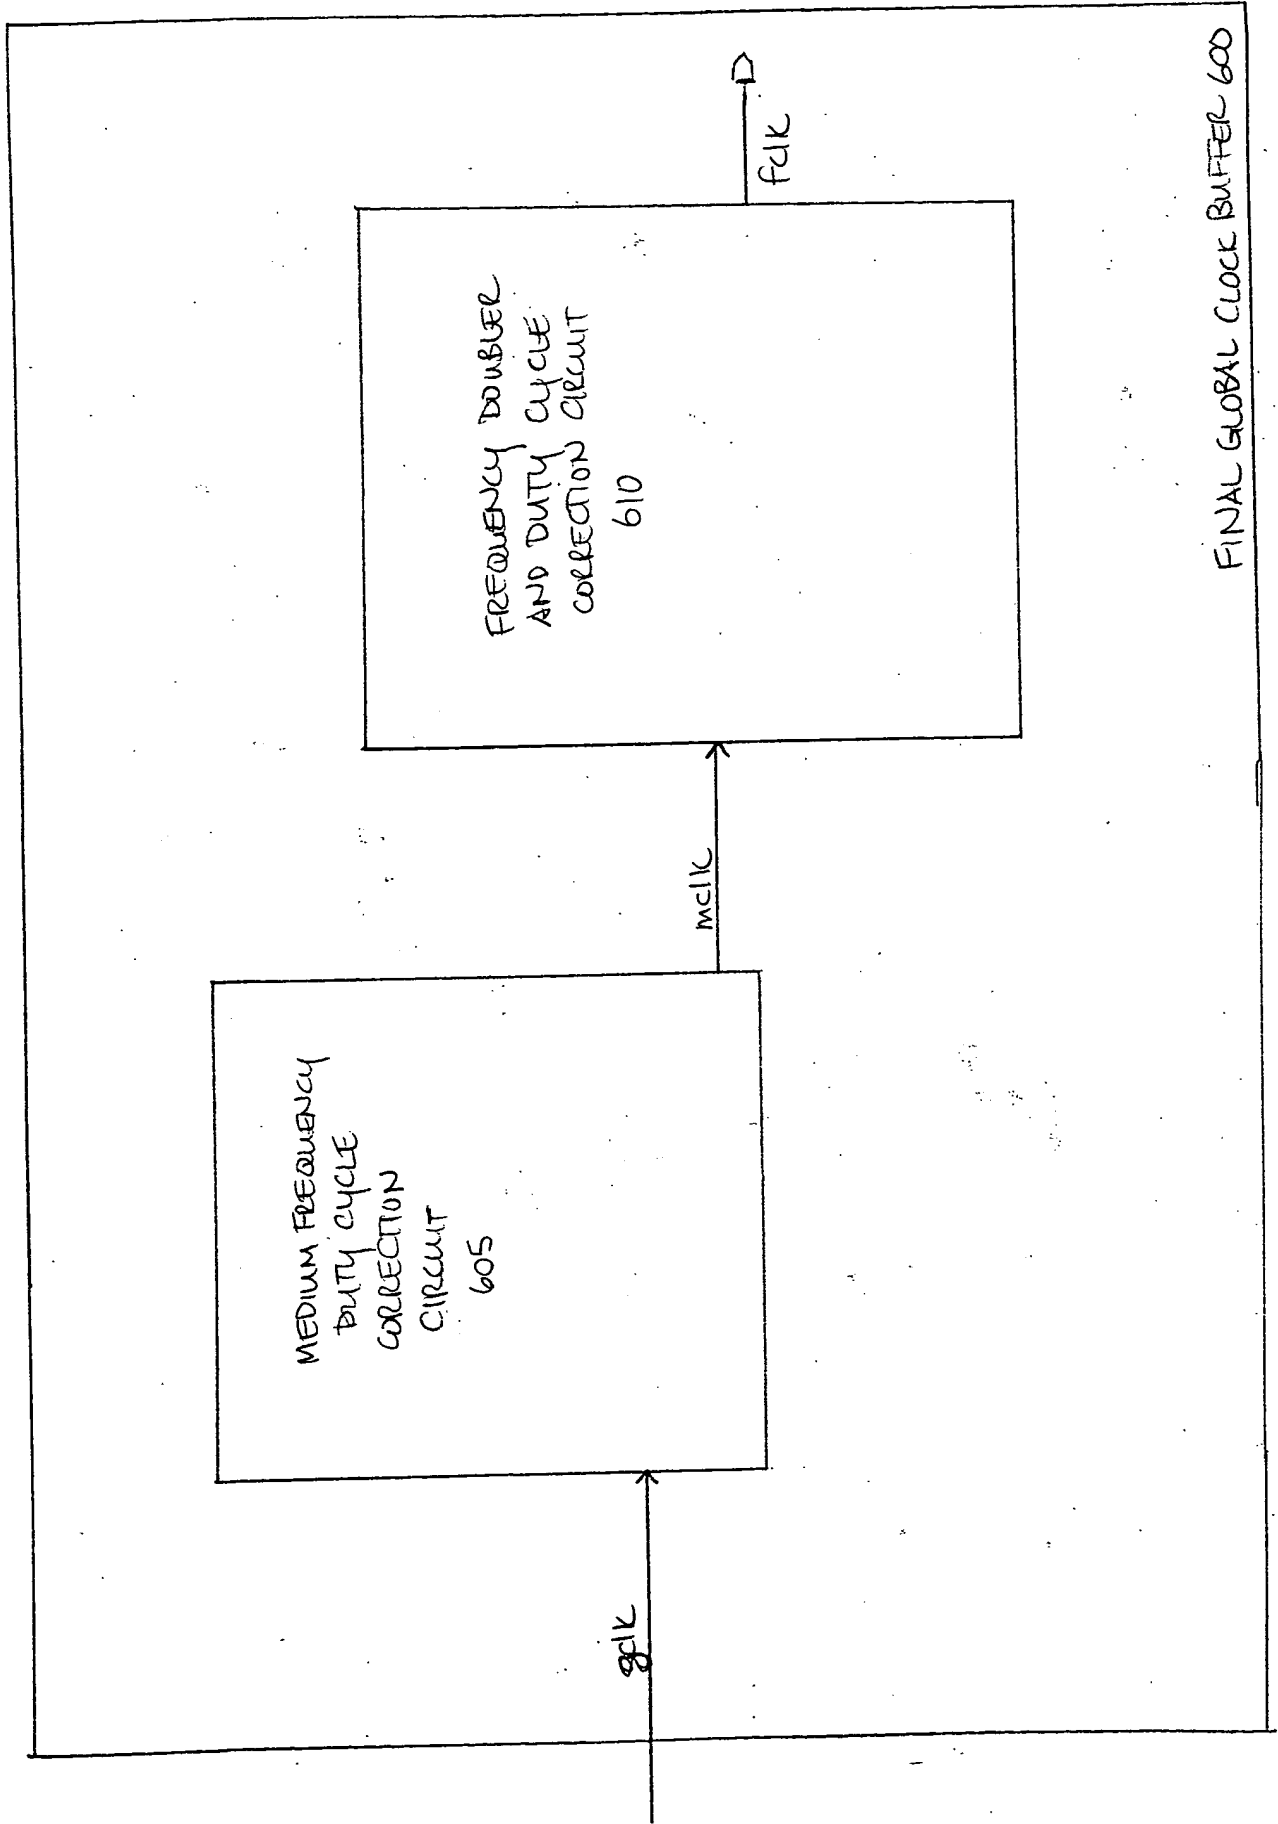 gclk
MEDIUM FREQUENCY
DUTY CYCLE
CORRECTION
CIRCUIT
605
mclk
FREQUENCY DOUBLER
AND DUTY CYCLE
CORRECTION CIRCUIT
610
fclk
FINAL GLOBAL CLOCK BUFFER 600